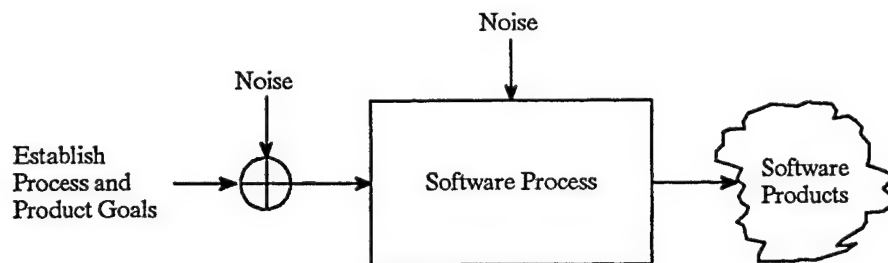 Noise
Noise
Establish
Process and
Product Goals
Software Process
Software
Products